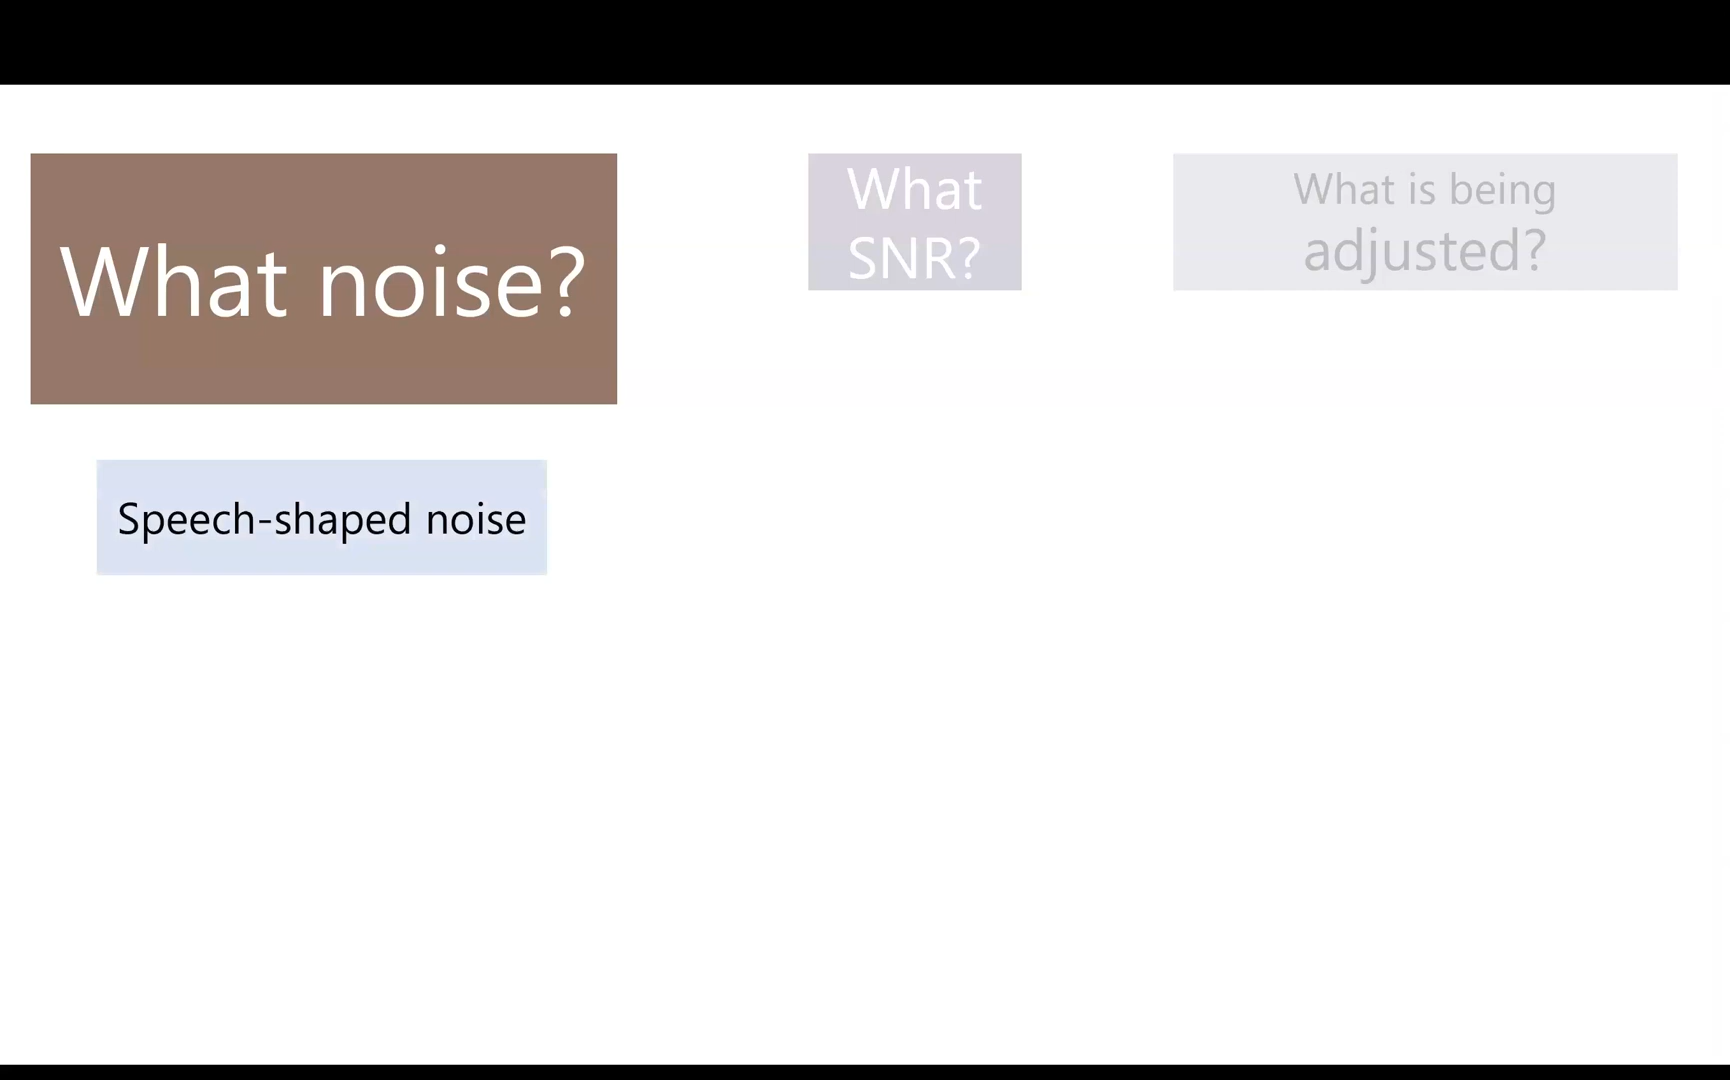 What noise?
What
SNR?
What is being
adjusted?
Speech-shaped noise